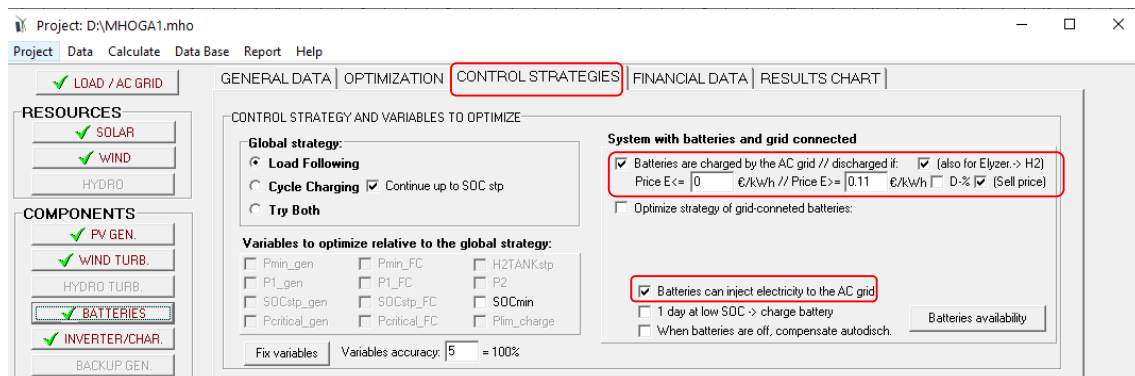 Project: D:\MHOGA1.mho
Project Data Calculate Data Base Report Help
LOAD / AC GRID
RESOURCES
SOLAR
WIND
HYDRO
COMPONENTS
PV GEN.
WIND TURB.
HYDRO TURB.
BATTERIES
INVERTER/CHAR.
BACKUP GEN.
GENERAL DATA OPTIMIZATION CONTROL STRATEGIES FINANCIAL DATA RESULTS CHART
CONTROL STRATEGY AND VARIABLES TO OPTIMIZE
Global strategy:
Load Following
Cycle Charging Continue up to SOC stp
Try Both
Variables to optimize relative to the global strategy:
Pmin_gen Pmin_FC H2TANKstp
P1_gen P1_FC P2
SOCstp_gen SOCstp_FC SOCmin
Pcritical_gen Pcritical_FC Plim_charge
Fix variables Variables accuracy: 5 = 100%
System with batteries and grid connected
Batteries are charged by the AC grid // discharged if: (also for Elyzer.-> H2)
Price E<= 0 €/kWh // Price E>= 0.11 €/kWh D-% (Sell price)
Optimize strategy of grid-conneted batteries:
Batteries can inject electricity to the AC grid
1 day at low SOC -> charge battery
When batteries are off, compensate autodisch.
Batteries availability